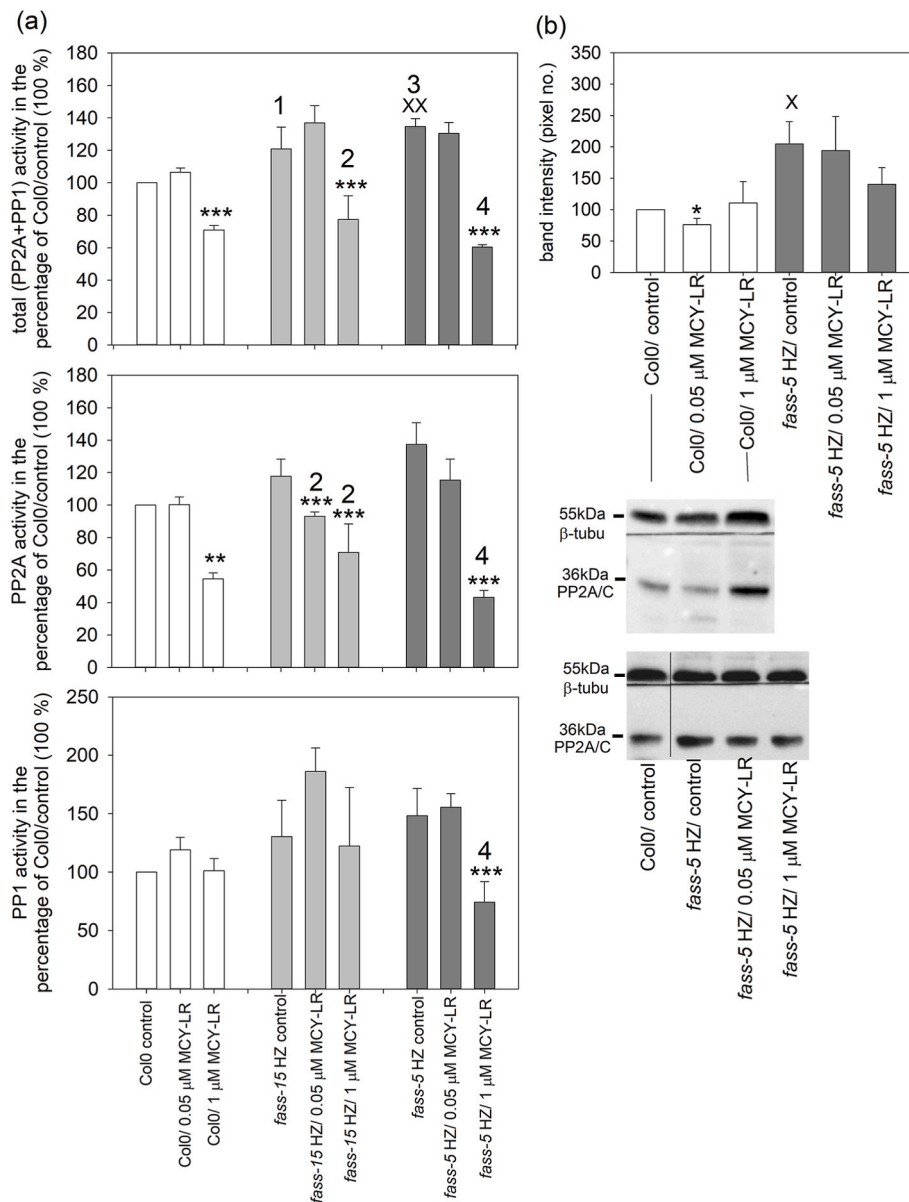 (a)
total (PP2A+PP1) activity in the
percentage of Col0/control (100 %)
180
160
140
120
100
80
60
40
20
0
***
1
2
***
3
XX
4
***
PP2A activity in the
percentage of Col0/control (100 %)
180
160
140
120
100
80
60
40
20
0
**
2
***
2
***
4
***
PP1 activity in the
percentage of Col0/control (100 %)
250
200
150
100
50
0
4
***
Col0 control
Col0/ 0.05 μM MCY-LR
Col0/ 1 μM MCY-LR
fass-15 HZ control
fass-15 HZ/ 0.05 μM MCY-LR
fass-15 HZ/ 1 μM MCY-LR
fass-5 HZ control
fass-5 HZ/ 0.05 μM MCY-LR
fass-5 HZ/ 1 μM MCY-LR
(b)
band intensity (pixel no.)
350
300
250
200
150
100
50
0
*
X
Col0/ control
Col0/ 0.05 μM MCY-LR
Col0/ 1 μM MCY-LR
fass-5 HZ/ control
fass-5 HZ/ 0.05 μM MCY-LR
fass-5 HZ/ 1 μM MCY-LR
55kDa
β-tubu
36kDa
PP2A/C
55kDa
β-tubu
36kDa
PP2A/C
Col0/ control
fass-5 HZ/ control
fass-5 HZ/ 0.05 μM MCY-LR
fass-5 HZ/ 1 μM MCY-LR